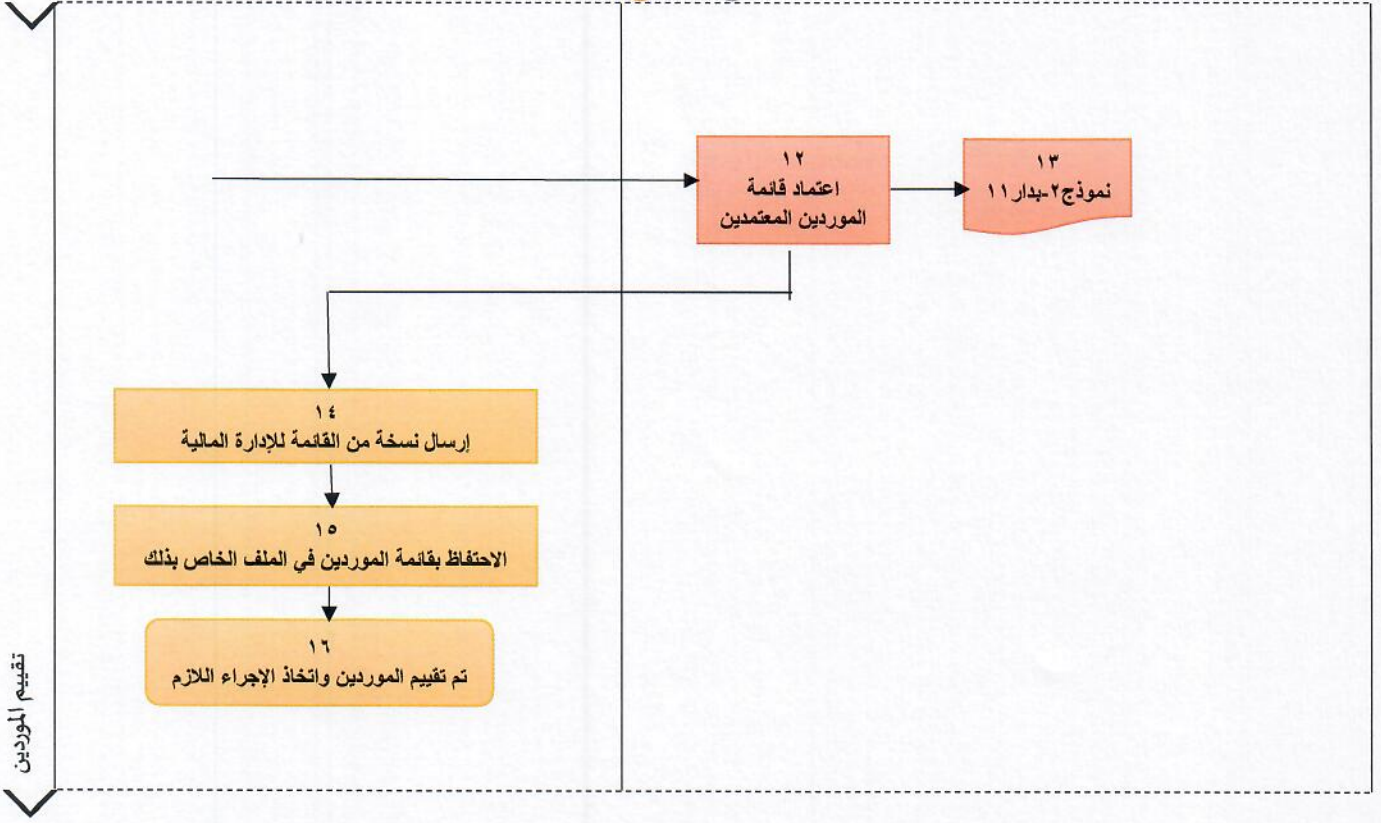 ١٢
اعتماد قائمة
الموردين المعتمدين
١٣
نموذج٢-بدار١١
١٤
إرسال نسخة من القائمة للإدارة المالية
١٥
الاحتفاظ بقائمة الموردين في الملف الخاص بذلك
١٦
تم تقييم الموردين واتخاذ الإجراء اللازم
تقييم الموردين